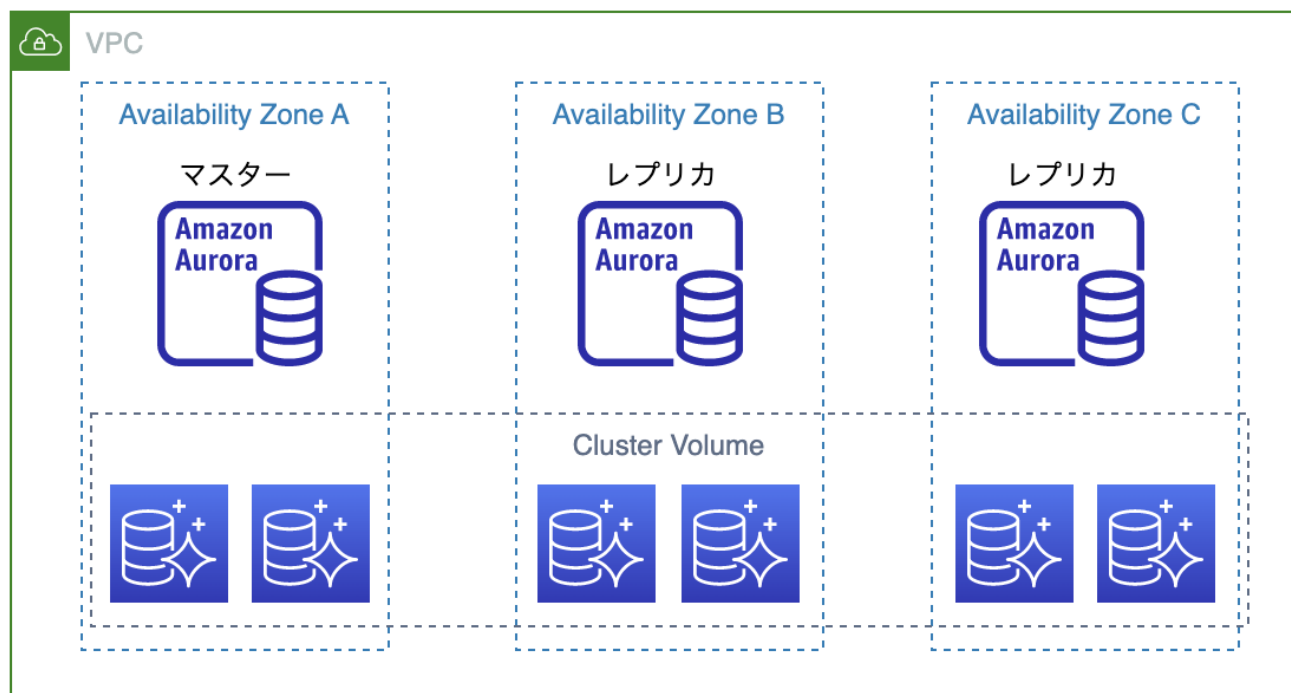 VPC
Availability Zone A
Availability Zone B
Availability Zone C
マスター
レプリカ
レプリカ
Amazon
Aurora
Amazon
Aurora
Amazon
Aurora
Cluster Volume